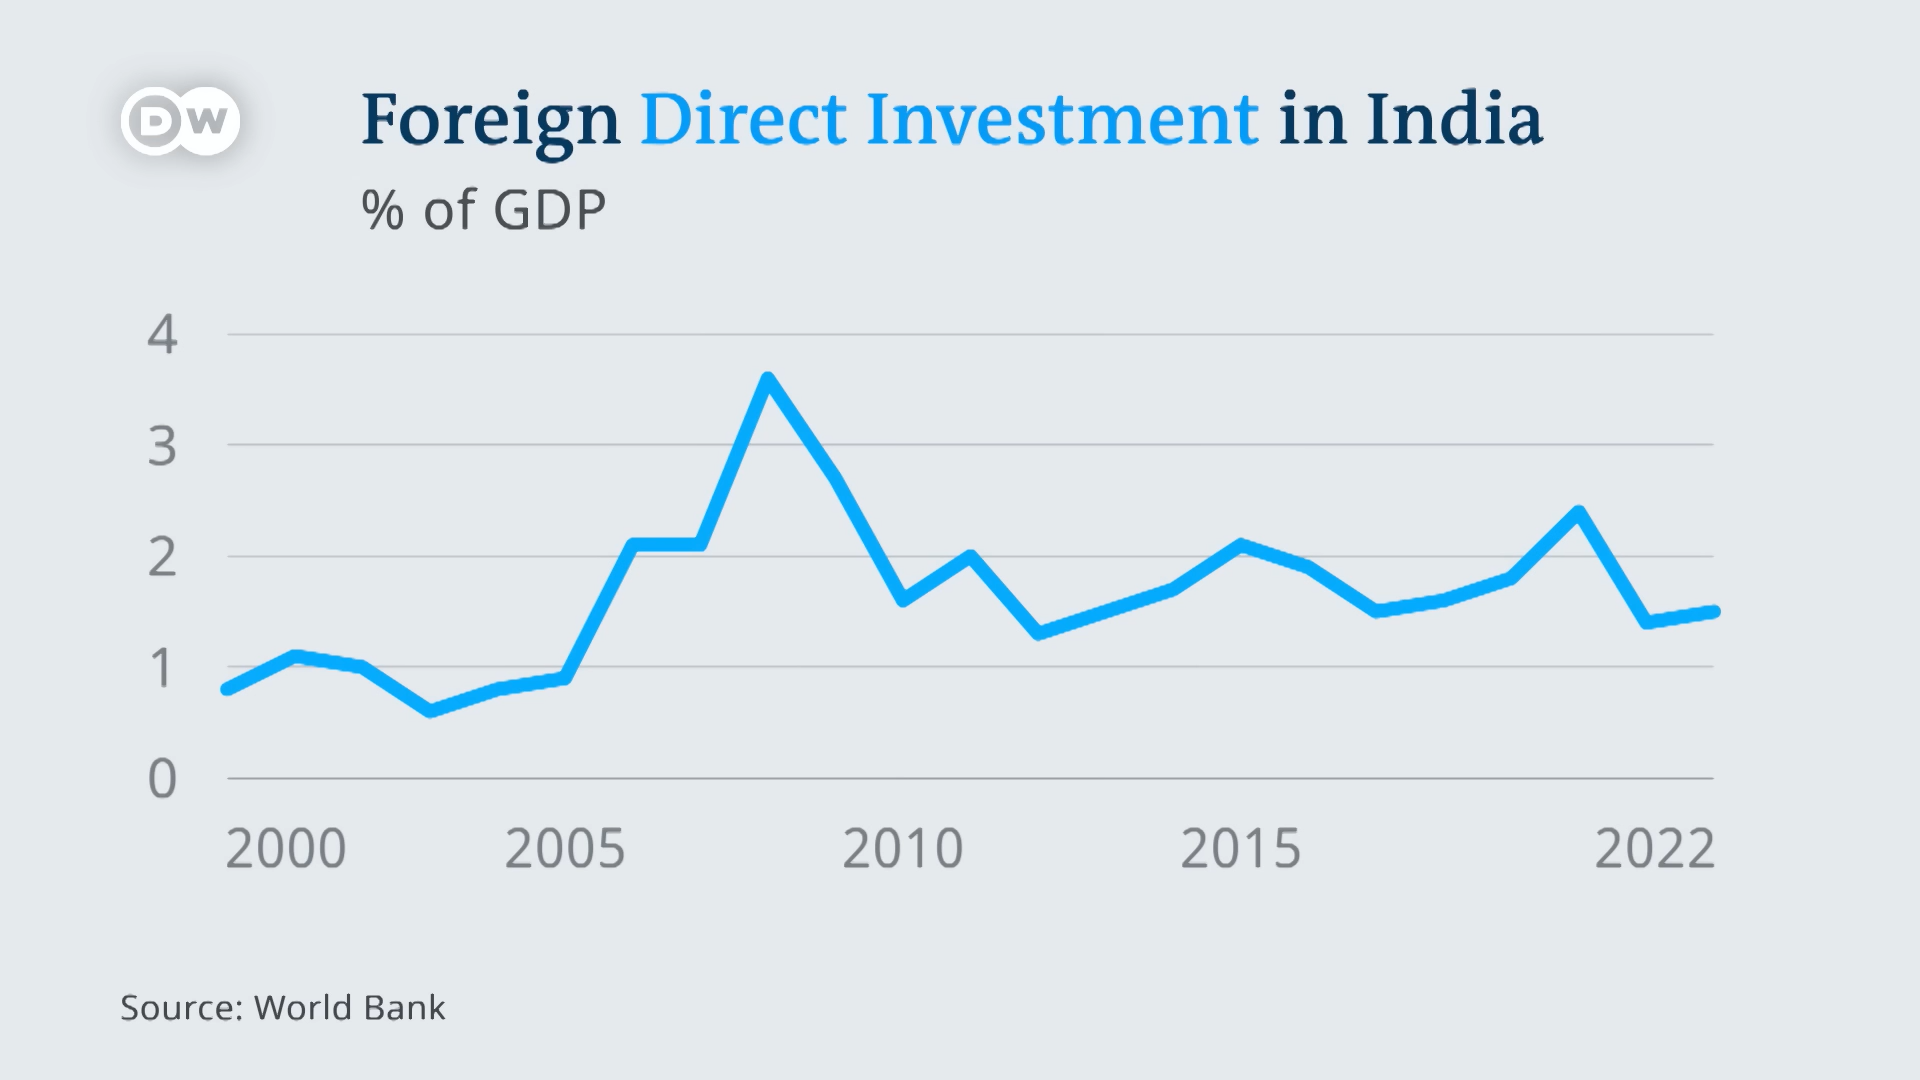 DW
Foreign Direct Investment in India
% of GDP
4
3
2
1
0
2000 2005 2010 2015 2022
Source: World Bank